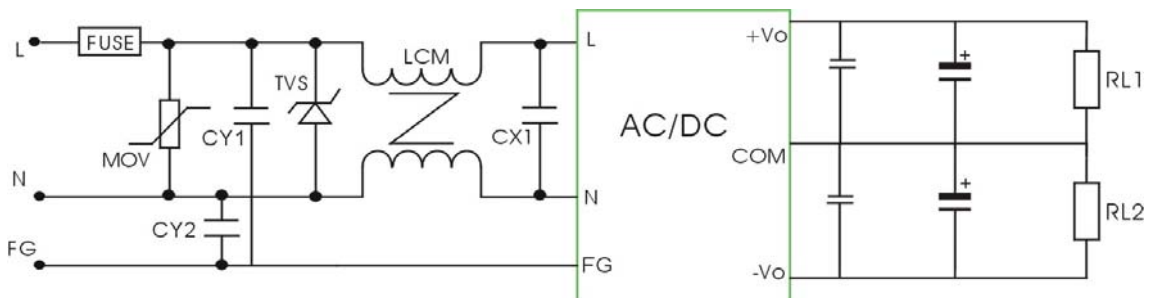 L
FUSE
LCM
L
+Vo
TVS
MOV
CY1
CX1
AC/DC
RL1
COM
N
N
CY2
RL2
FG
FG
-Vo
+
+